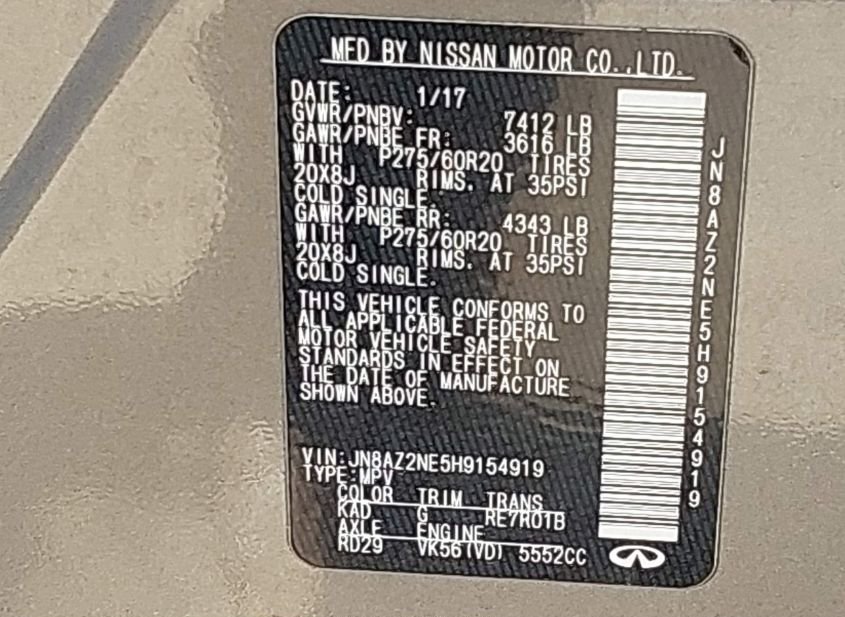 MFD BY NISSAN MOTOR CO.,LTD.
DATE: 1/17
GVWR/PNBV: 7412 LB
GAWR/PNBE FR: 3616 LB
WITH P275/60R20 TIRES
20X8J RIMS. AT 35PSI
COLD SINGLE.
GAWR/PNBE RR: 4343 LB
WITH P275/60R20 TIRES
20X8J RIMS. AT 35PSI
COLD SINGLE.
THIS VEHICLE CONFORMS TO
ALL APPLICABLE FEDERAL
MOTOR VEHICLE SAFETY
STANDARDS IN EFFECT ON
THE DATE OF MANUFACTURE
SHOWN ABOVE.
VIN:JN8AZ2NE5H9154919
TYPE:MPV
COLOR TRIM TRANS
KAD G RE7R01B
AXLE ENGINE
RD29 VK56(VD) 5552CC
JN8AZ2NE5H9154919